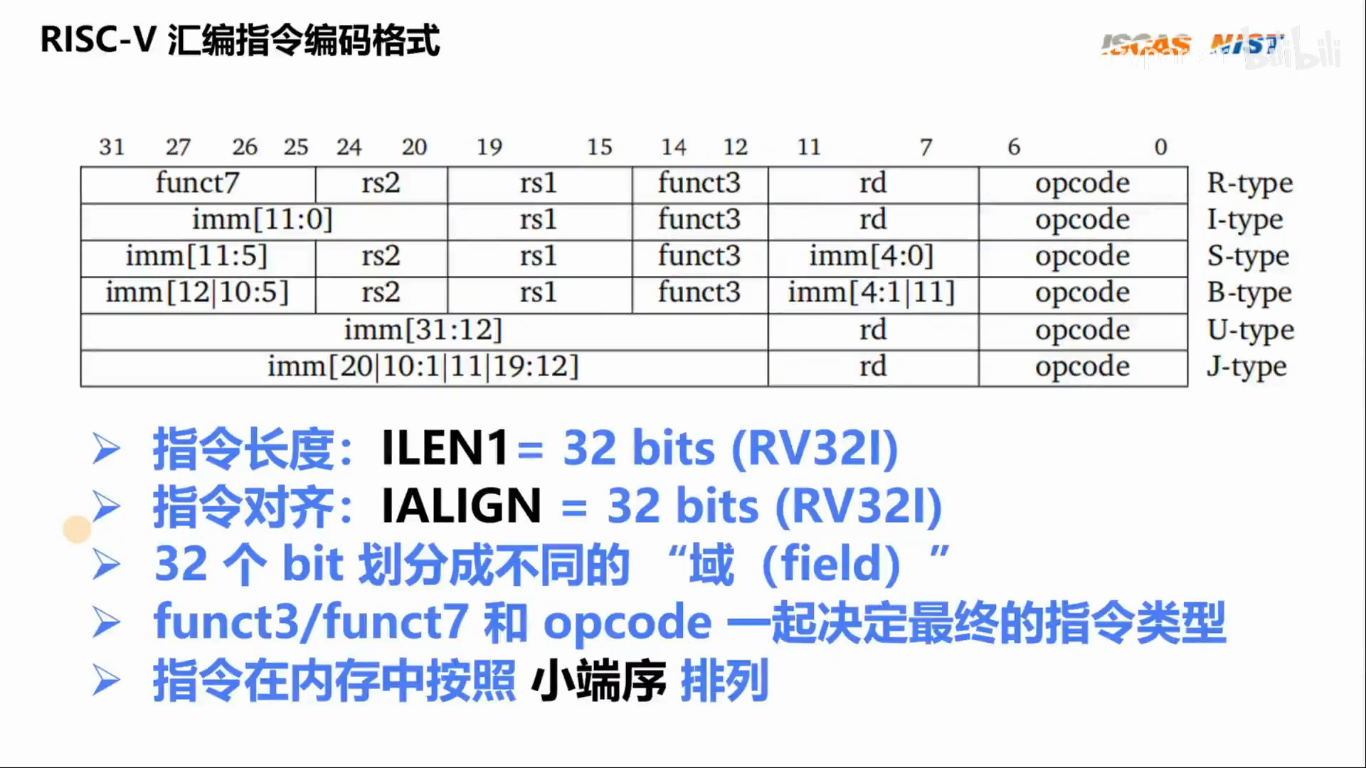 RISC-V 汇编指令编码格式
ISCAS NIST bilibili
31 27 26 25 24 20 19 15 14 12 11 7 6 0
funct7 rs2 rs1 funct3 rd opcode R-type
imm[11:0] rs1 funct3 rd opcode I-type
imm[11:5] rs2 rs1 funct3 imm[4:0] opcode S-type
imm[12|10:5] rs2 rs1 funct3 imm[4:1|11] opcode B-type
imm[31:12] rd opcode U-type
imm[20|10:1|11|19:12] rd opcode J-type
指令长度：ILEN1= 32 bits (RV32I)
指令对齐：IALIGN = 32 bits (RV32I)
32 个 bit 划分成不同的 “域（field）”
funct3/funct7 和 opcode 一起决定最终的指令类型
指令在内存中按照 小端序 排列